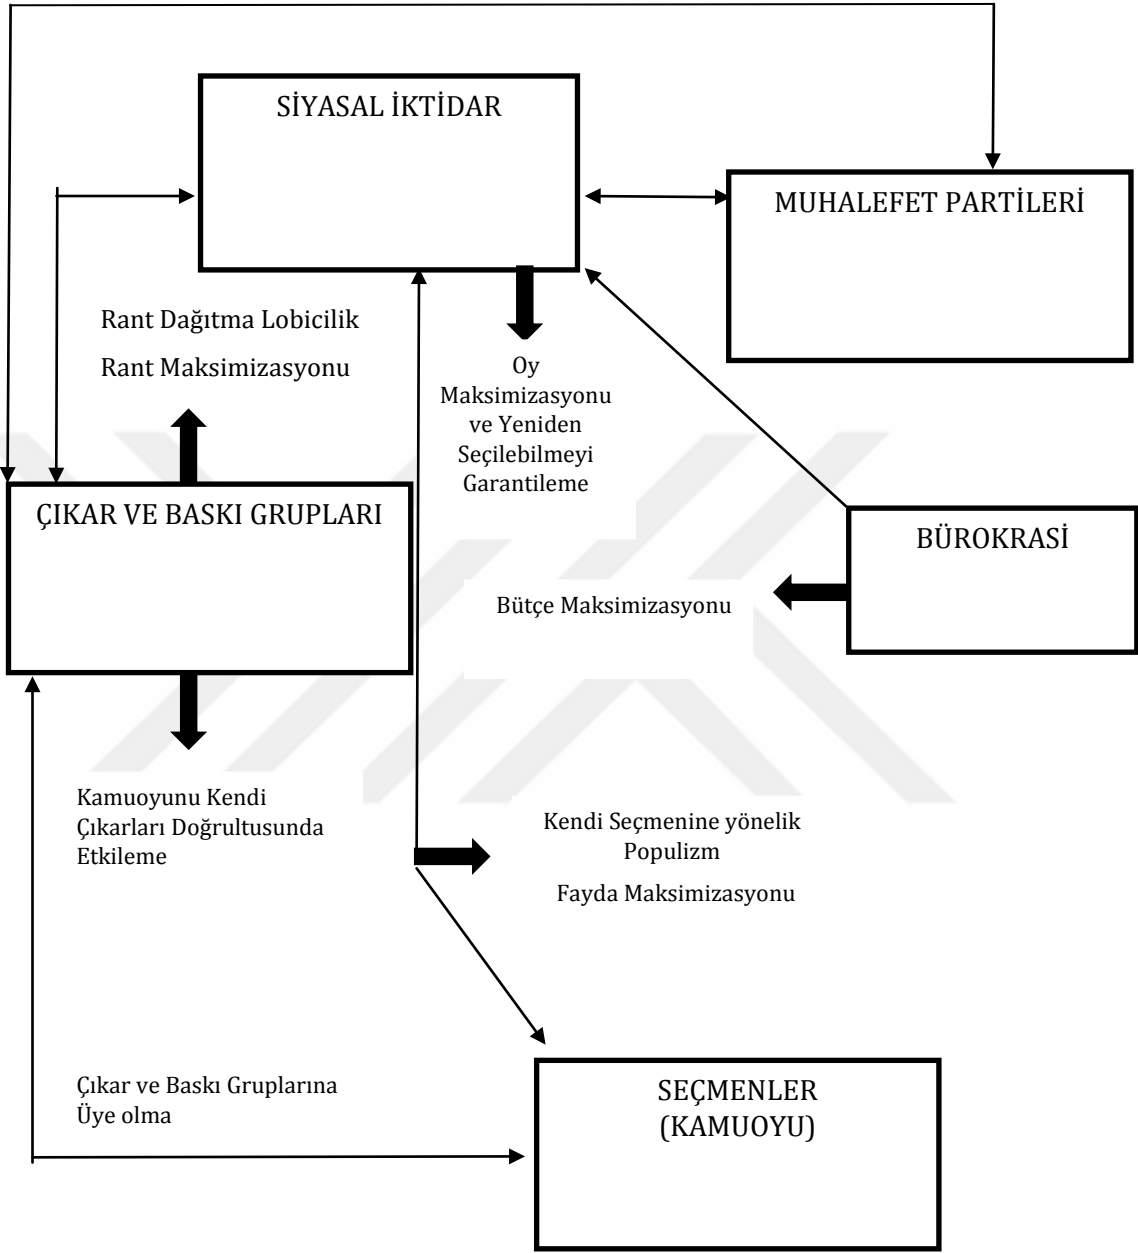 SİYASAL İKTİDAR
MUHALEFET PARTİLERİ
Rant Dağıtma Lobicilik
Rant Maksimizasyonu
Oy
Maksimizasyonu
ve Yeniden
Seçilebilmeyi
Garantileme
ÇIKAR VE BASKI GRUPLARI
BÜROKRASİ
Bütçe Maksimizasyonu
Kamuoyunu Kendi
Çıkarları Doğrultusunda
Etkileme
Kendi Seçmenine yönelik
Populizm
Fayda Maksimizasyonu
Çıkar ve Baskı Gruplarına
Üye olma
SEÇMENLER
(KAMUOYU)